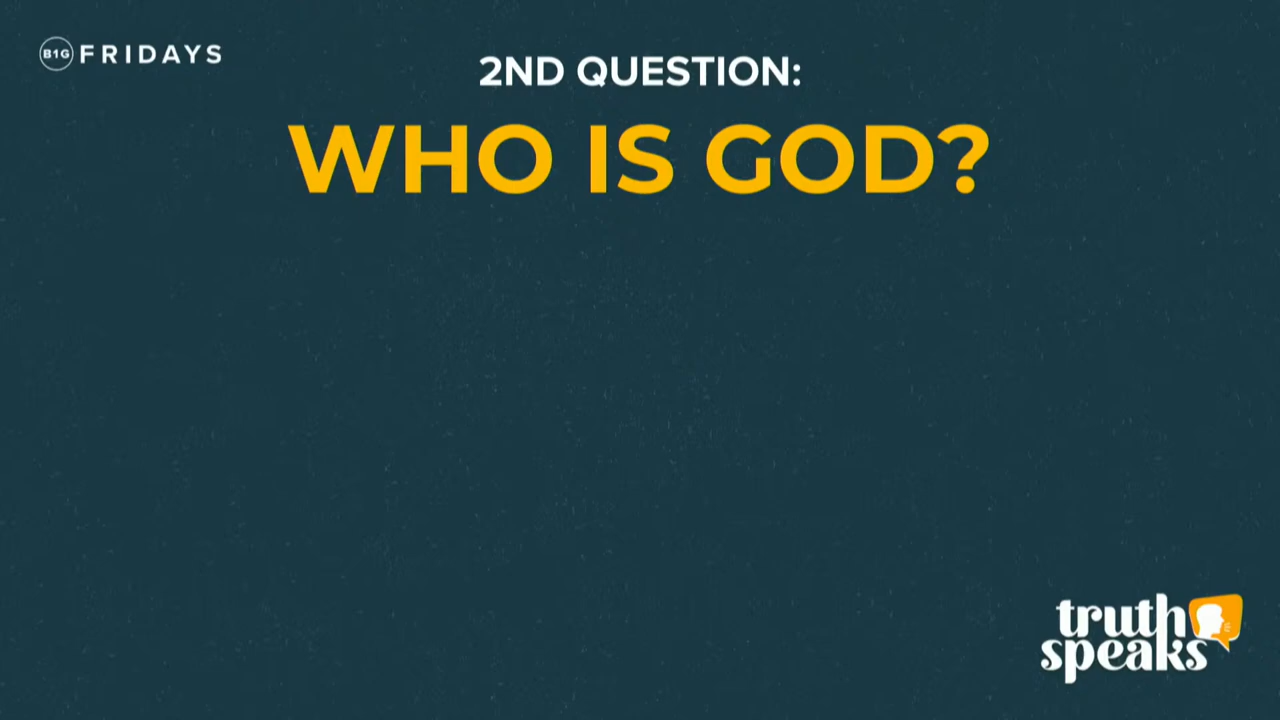 B1G FRIDAYS
2ND QUESTION:
WHO IS GOD?
truth
speaks